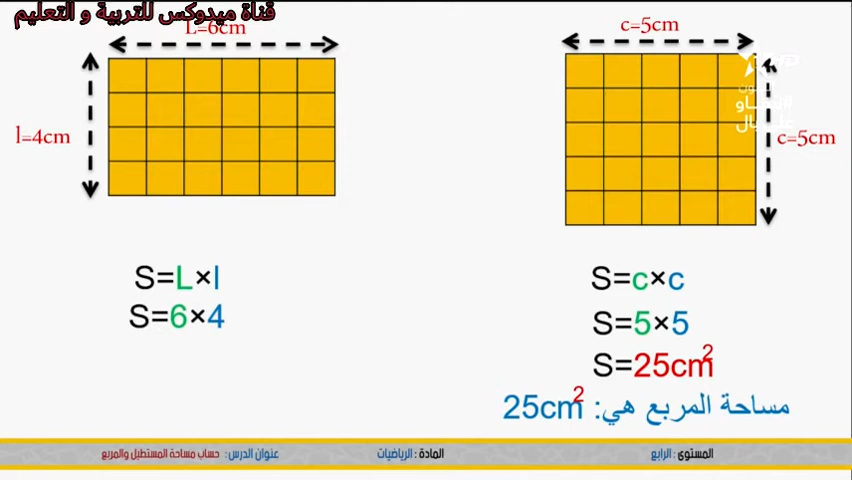 قناة ميدوكس للتربية و التعليم
L=6cm
c=5cm
l=4cm
c=5cm
S=L×l
S=6×4
S=c×c
S=5×5
S=25cm²
مساحة المربع هي: 25cm²
المستوى : الرابع
المادة : الرياضيات
عنوان الدرس: حساب مساحة المستطيل والمربع